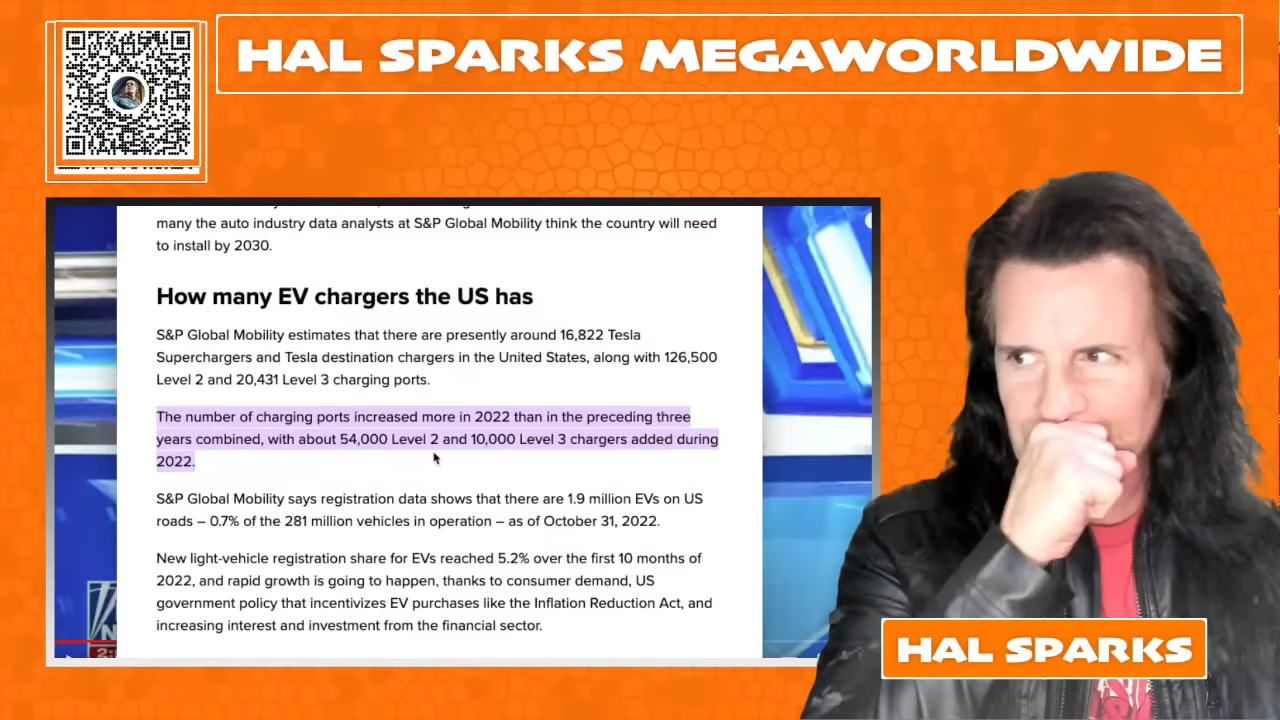 HAL SPARKS MEGAWORLDWIDE
many the auto industry data analysts at S&P Global Mobility think the country will need
to install by 2030.
How many EV chargers the US has
S&P Global Mobility estimates that there are presently around 16,822 Tesla
Superchargers and Tesla destination chargers in the United States, along with 126,500
Level 2 and 20,431 Level 3 charging ports.
The number of charging ports increased more in 2022 than in the preceding three
years combined, with about 54,000 Level 2 and 10,000 Level 3 chargers added during
2022.
S&P Global Mobility says registration data shows that there are 1.9 million EVs on US
roads – 0.7% of the 281 million vehicles in operation – as of October 31, 2022.
New light-vehicle registration share for EVs reached 5.2% over the first 10 months of
2022, and rapid growth is going to happen, thanks to consumer demand, US
government policy that incentivizes EV purchases like the Inflation Reduction Act, and
increasing interest and investment from the financial sector.
HAL SPARKS